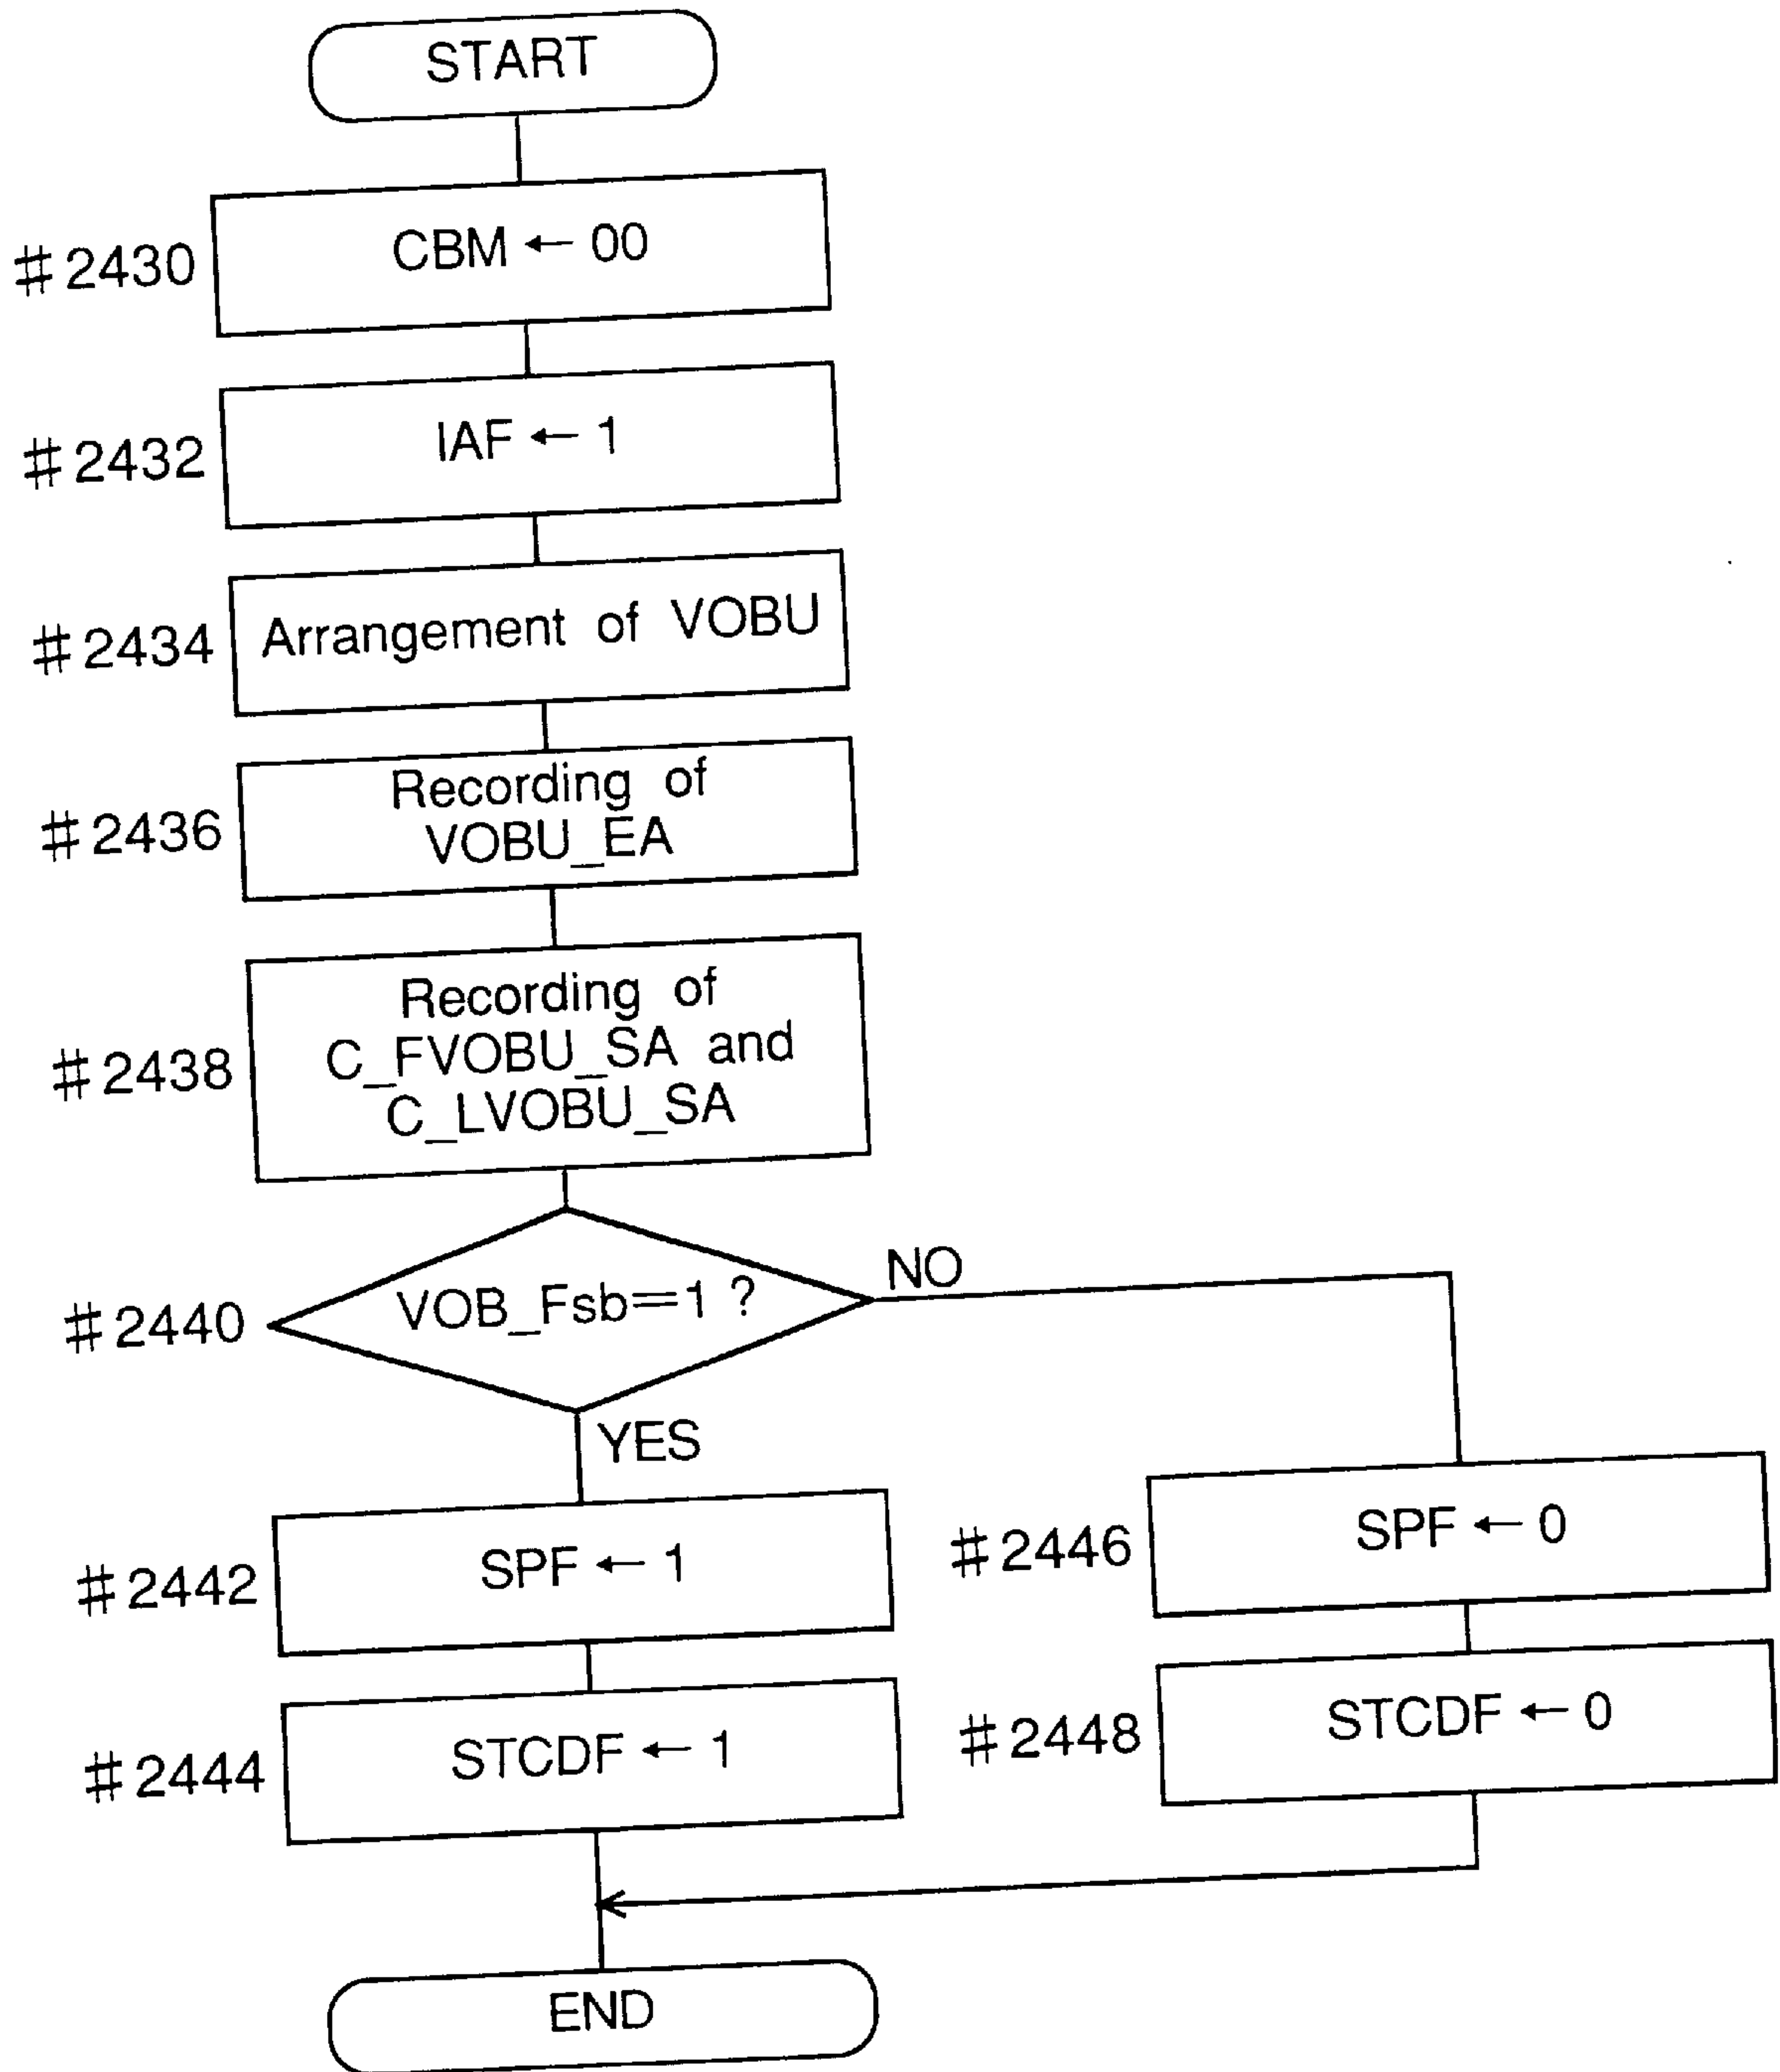 START
#2430
CBM ← 00
#2432
IAF ← 1
#2434
Arrangement of VOBU
#2436
Recording of
VOBU_EA
#2438
Recording of
C_FVOBU_SA and
C_LVOBU_SA
#2440
VOB_Fsb=1 ?
NO
YES
#2442
SPF ← 1
#2446
SPF ← 0
#2444
STCDF ← 1
#2448
STCDF ← 0
END